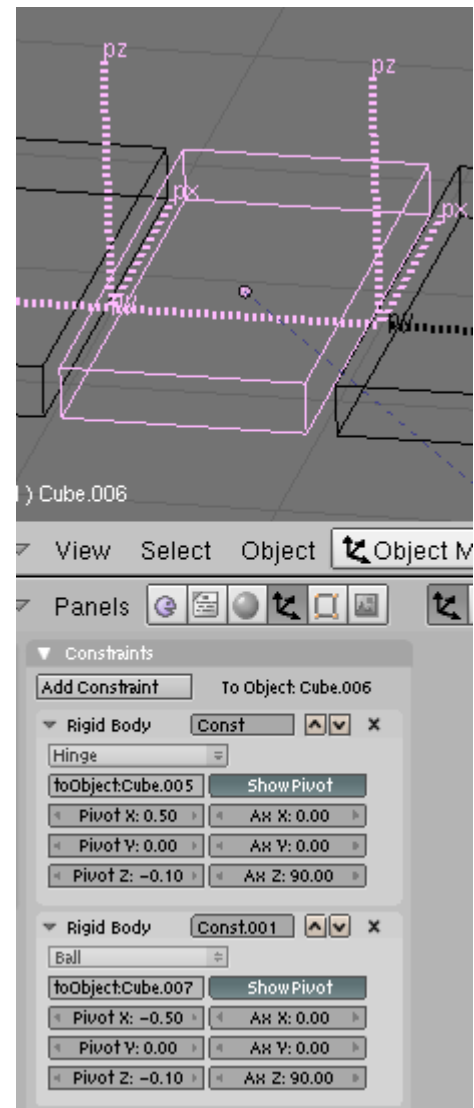 pz
pz
px
px
py
1 ) Cube.006
View Select Object Object M
Panels
Constraints
Add Constraint To Object: Cube.006
Rigid Body Const
Hinge
toObject:Cube.005 ShowPivot
Pivot X: 0.50 Ax X: 0.00
Pivot Y: 0.00 Ax Y: 0.00
Pivot Z: -0.10 Ax Z: 90.00
Rigid Body Const.001
Ball
toObject:Cube.007 ShowPivot
Pivot X: -0.50 Ax X: 0.00
Pivot Y: 0.00 Ax Y: 0.00
Pivot Z: -0.10 Ax Z: 90.00